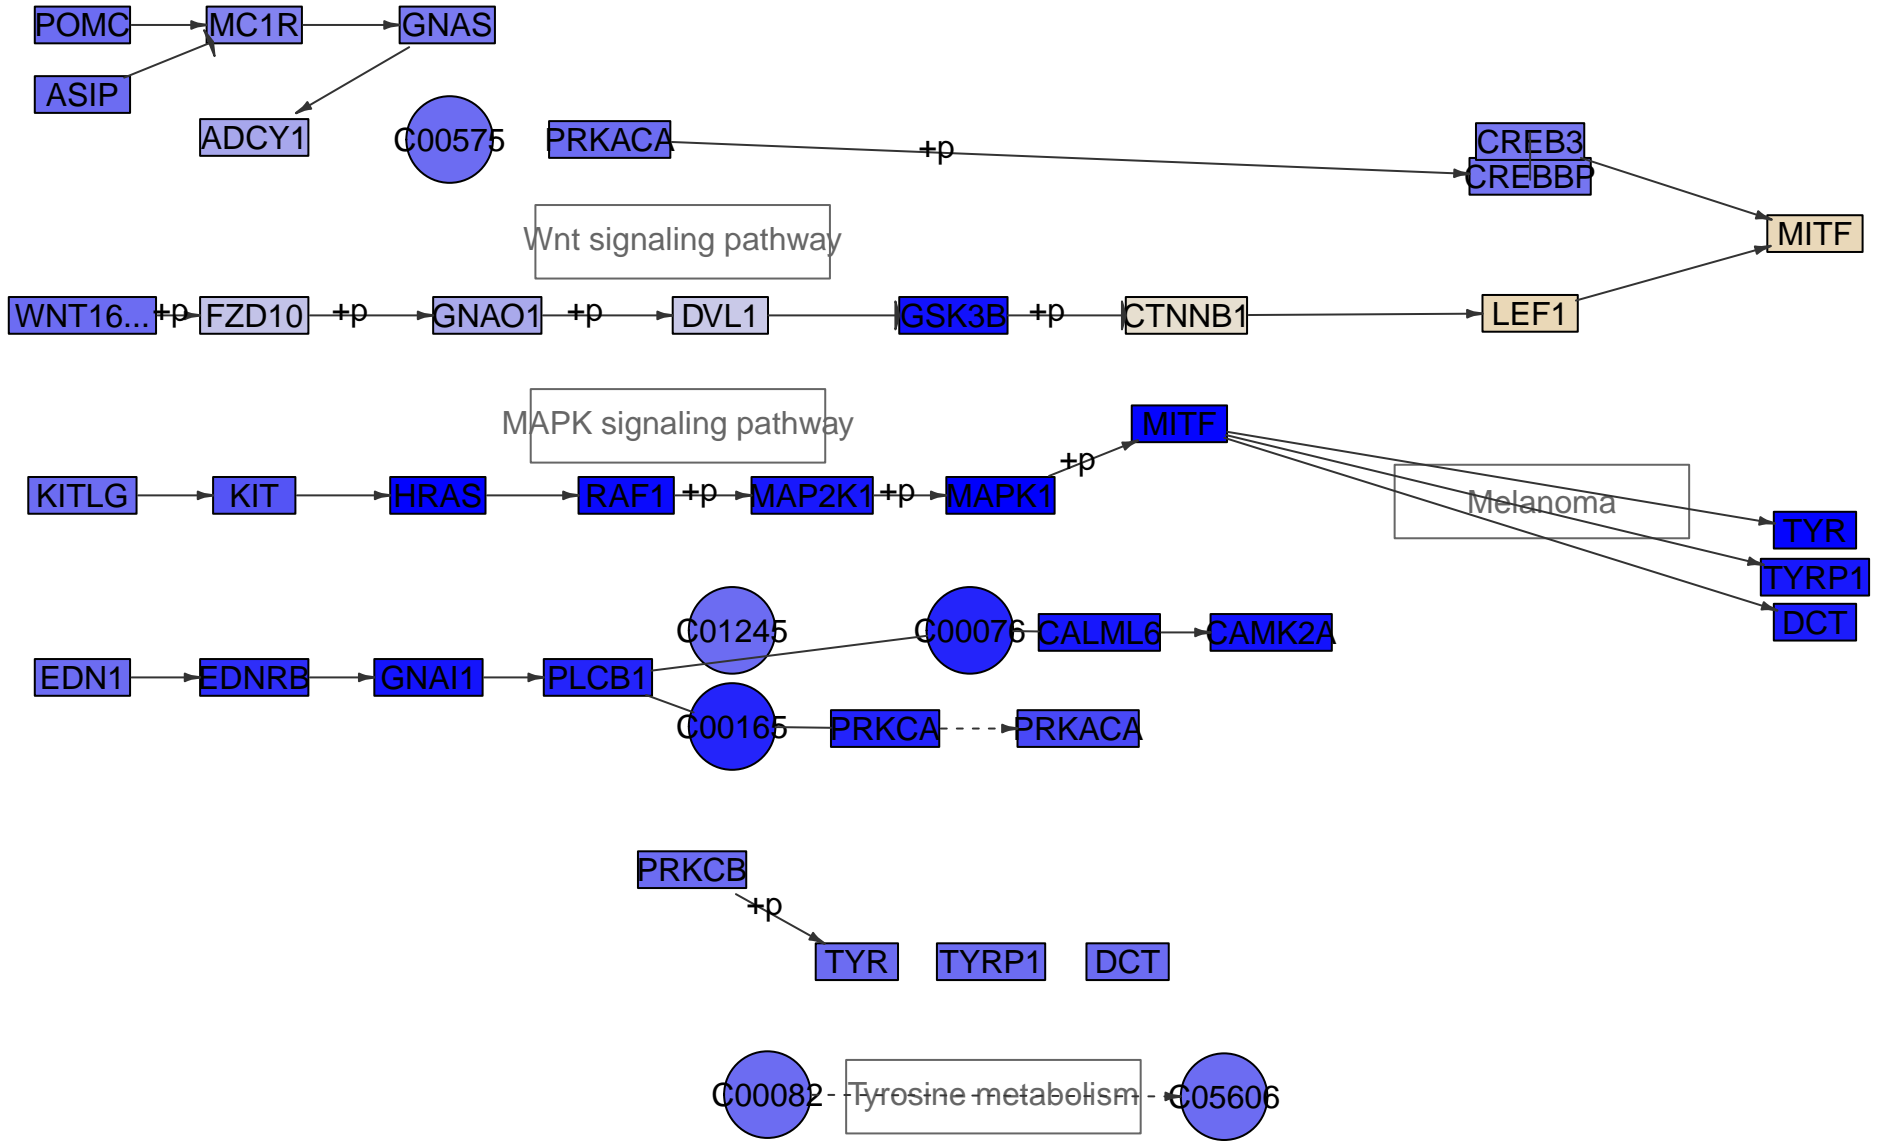 POMC
MC1R
GNAS
ASIP
ADCY1
C00575
PRKACA
+p
CREB3
CREBBP
Wnt signaling pathway
MITF
WNT16...
+p
FZD10
+p
GNAO1
+p
DVL1
GSK3B
+p
CTNNB1
LEF1
MAPK signaling pathway
MITF
+p
KITLG
KIT
HRAS
RAF1
+p
MAP2K1
+p
MAPK1
Melanoma
TYR
TYRP1
DCT
C01245
C00076
CALML6
CAMK2A
EDN1
EDNRB
GNAI1
PLCB1
C00165
PRKCA
PRKACA
PRKCB
+p
TYR
TYRP1
DCT
C00082
Tyrosine metabolism
C05606